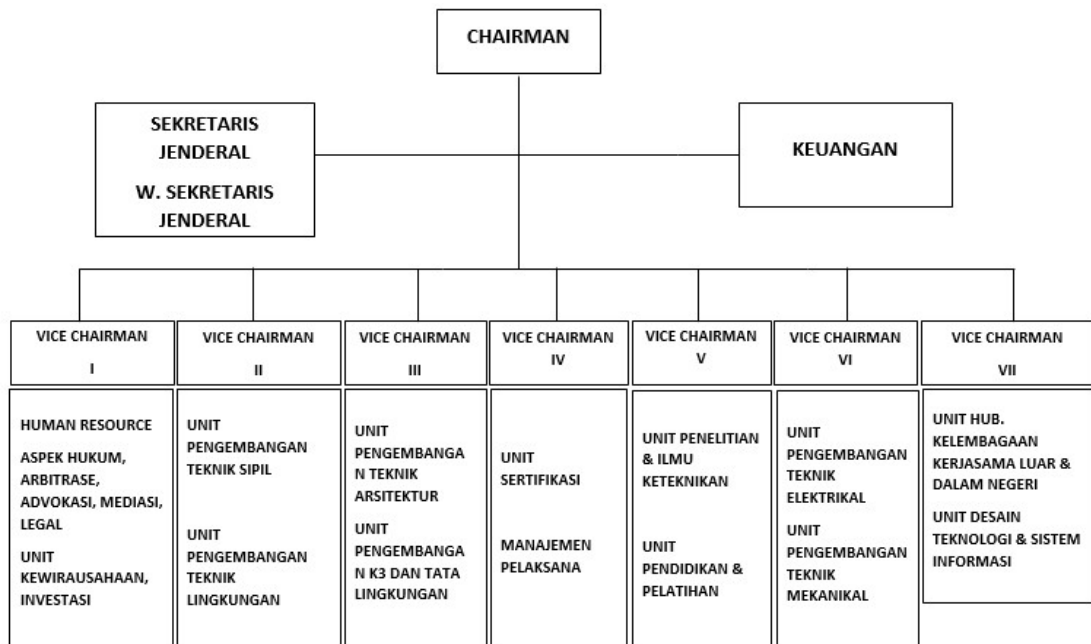 CHAIRMAN
SEKRETARIS
JENDERAL
W. SEKRETARIS
JENDERAL
KEUANGAN
VICE CHAIRMAN
I
VICE CHAIRMAN
II
VICE CHAIRMAN
III
VICE CHAIRMAN
IV
VICE CHAIRMAN
V
VICE CHAIRMAN
VI
VICE CHAIRMAN
VII
HUMAN RESOURCE
ASPEK HUKUM,
ARBITRASE,
ADVOKASI, MEDIASI,
LEGAL
UNIT
KEWIRAUSAHAAN,
INVESTASI
UNIT
PENGEMBANGAN
TEKNIK SIPIL
UNIT
PENGEMBANGAN
TEKNIK
LINGKUNGAN
UNIT
PENGEMBANGA
N TEKNIK
ARSITEKTUR
UNIT
PENGEMBANGA
N K3 DAN TATA
LINGKUNGAN
UNIT
SERTIFIKASI
MANAJEMEN
PELAKSANA
UNIT PENELITIAN
& ILMU
KETEKNIKAN
UNIT
PENDIDIKAN &
PELATIHAN
UNIT
PENGEMBANGAN
TEKNIK
ELEKTRIKAL
UNIT
PENGEMBANGAN
TEKNIK
MEKANIKAL
UNIT HUB.
KELEMBAGAAN
KERJASAMA LUAR &
DALAM NEGERI
UNIT DESAIN
TEKNOLOGI & SISTEM
INFORMASI